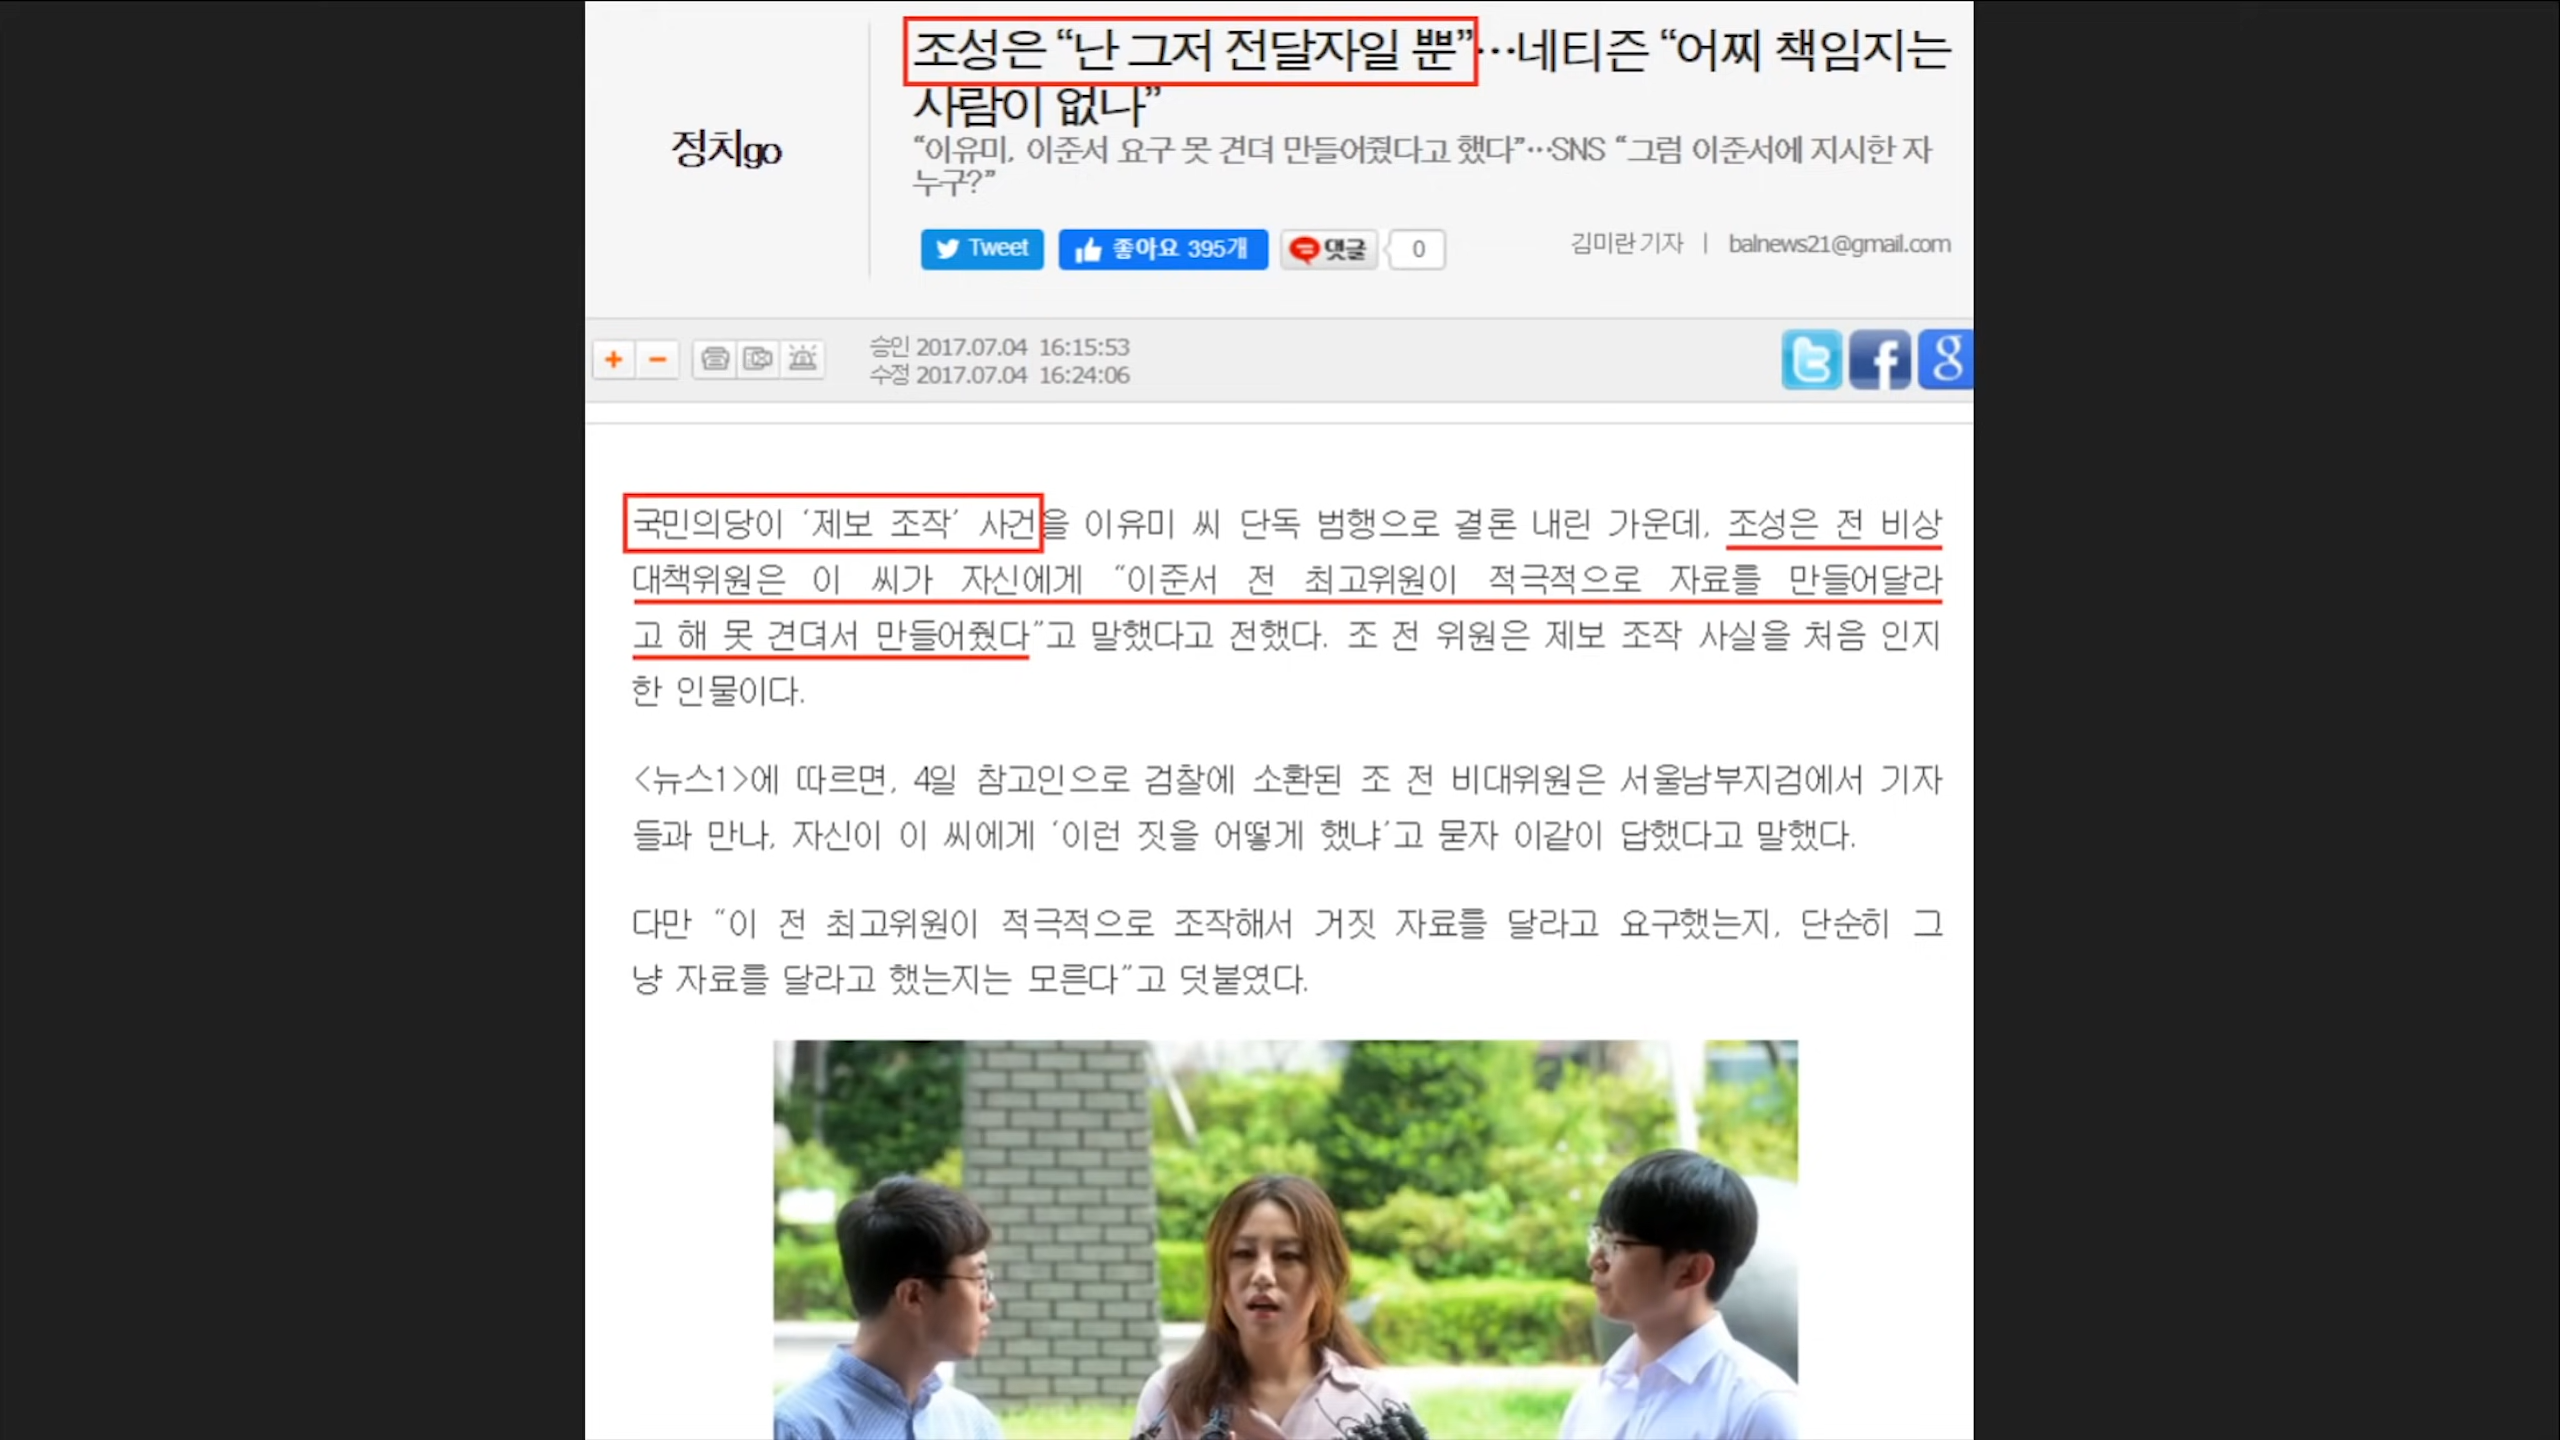 조성은 “난 그저 전달자일 뿐”…네티즌 “어찌 책임지는
사람이 없나”
정치go
“이유미, 이준서 요구 못 견뎌 만들어줬다고 했다”…SNS “그럼 이준서에 지시한 자
누구?”
Tweet
좋아요 395개
댓글
0
김미란 기자 | balnews21@gmail.com
승인 2017.07.04 16:15:53
수정 2017.07.04 16:24:06
국민의당이 ‘제보 조작’ 사건을 이유미 씨 단독 범행으로 결론 내린 가운데, 조성은 전 비상
대책위원은 이 씨가 자신에게 “이준서 전 최고위원이 적극적으로 자료를 만들어달라
고 해 못 견뎌서 만들어줬다”고 말했다고 전했다. 조 전 위원은 제보 조작 사실을 처음 인지
한 인물이다.
<뉴스1>에 따르면, 4일 참고인으로 검찰에 소환된 조 전 비대위원은 서울남부지검에서 기자
들과 만나, 자신이 이 씨에게 ‘이런 짓을 어떻게 했냐’고 묻자 이같이 답했다고 말했다.
다만 “이 전 최고위원이 적극적으로 조작해서 거짓 자료를 달라고 요구했는지, 단순히 그
냥 자료를 달라고 했는지는 모른다”고 덧붙였다.